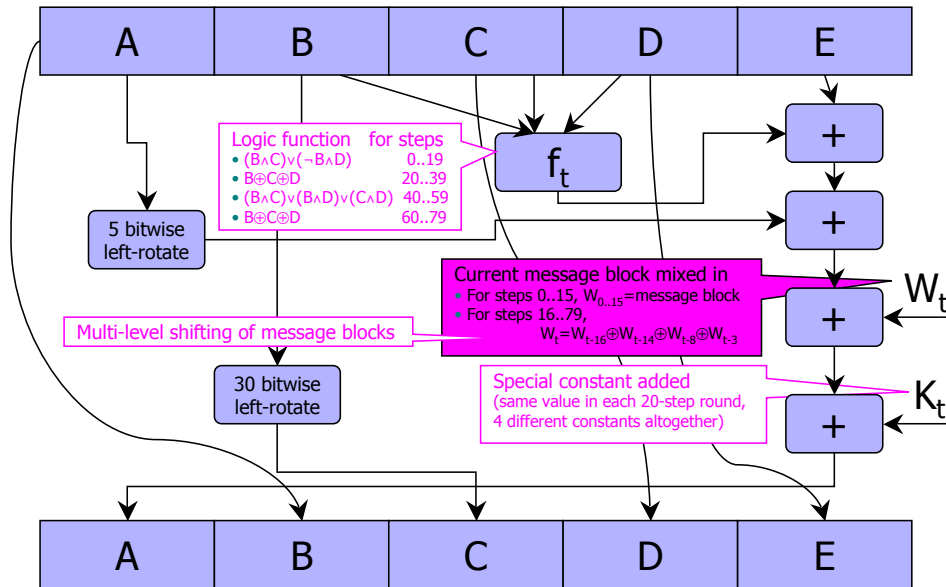 A B C D E
Logic function for steps
• (B∧C)∨(¬B∧D) 0..19
• B⊕C⊕D 20..39
• (B∧C)∨(B∧D)∨(C∧D) 40..59
• B⊕C⊕D 60..79
fₜ
+
+
5 bitwise
left-rotate
Current message block mixed in
• For steps 0..15, W₀..₁₅=message block
• For steps 16..79,
Wₜ=Wₜ₋₁₆⊕Wₜ₋₁₄⊕Wₜ₋₈⊕Wₜ₋₃
Wₜ
+
Multi-level shifting of message blocks
30 bitwise
left-rotate
Special constant added
(same value in each 20-step round,
4 different constants altogether)
Kₜ
+
A B C D E